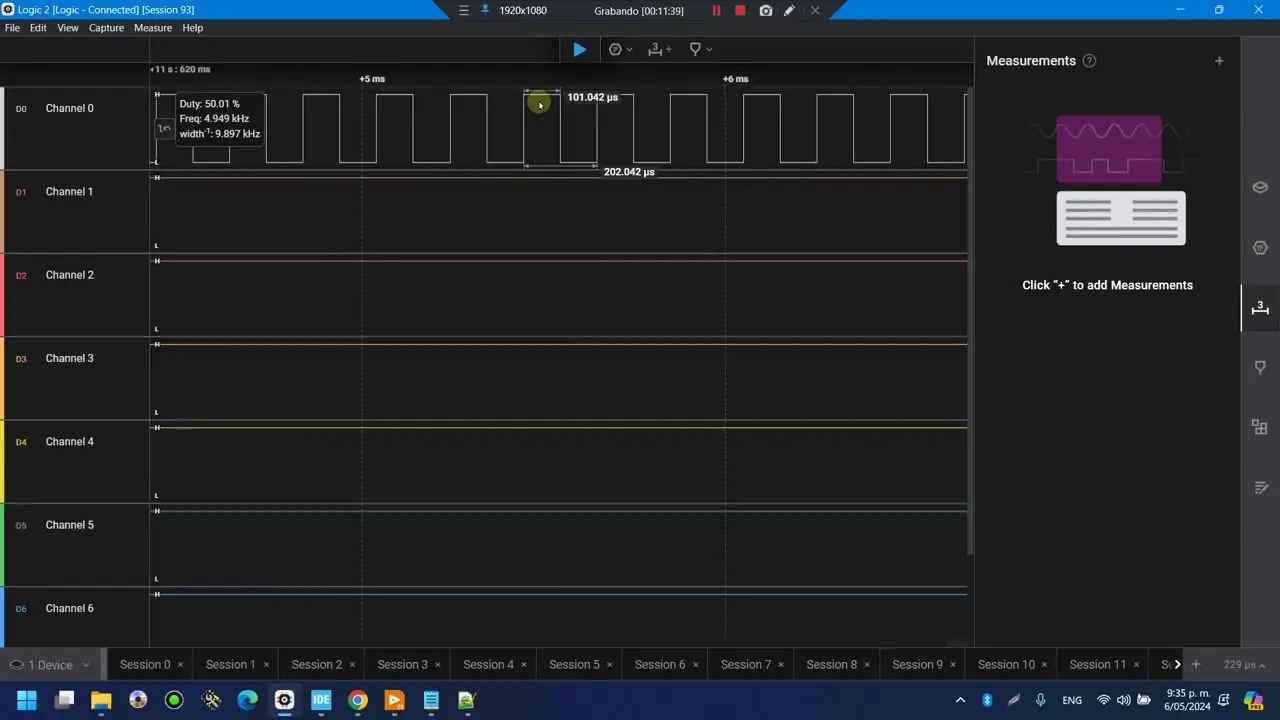 Logic 2 [Logic - Connected] [Session 93]
1920x1080
Grabando [00:11:39]
File Edit View Capture Measure Help
11 s : 620 ms
+5 ms
+6 ms
Measurements
D0 Channel 0
H
L
Duty: 50.01 %
Freq: 4.949 kHz
width-1: 9.897 kHz
101.042 µs
202.042 µs
D1 Channel 1
H
L
D2 Channel 2
H
L
Click “+” to add Measurements
D3 Channel 3
H
L
D4 Channel 4
H
L
D5 Channel 5
H
L
D6 Channel 6
H
1 Device Session 0 Session 1 Session 2 Session 3 Session 4 Session 5 Session 6 Session 7 Session 8 Session 9 Session 10 Session 11 Se 229 µs
IDE
ENG
9:35 p. m.
6/05/2024